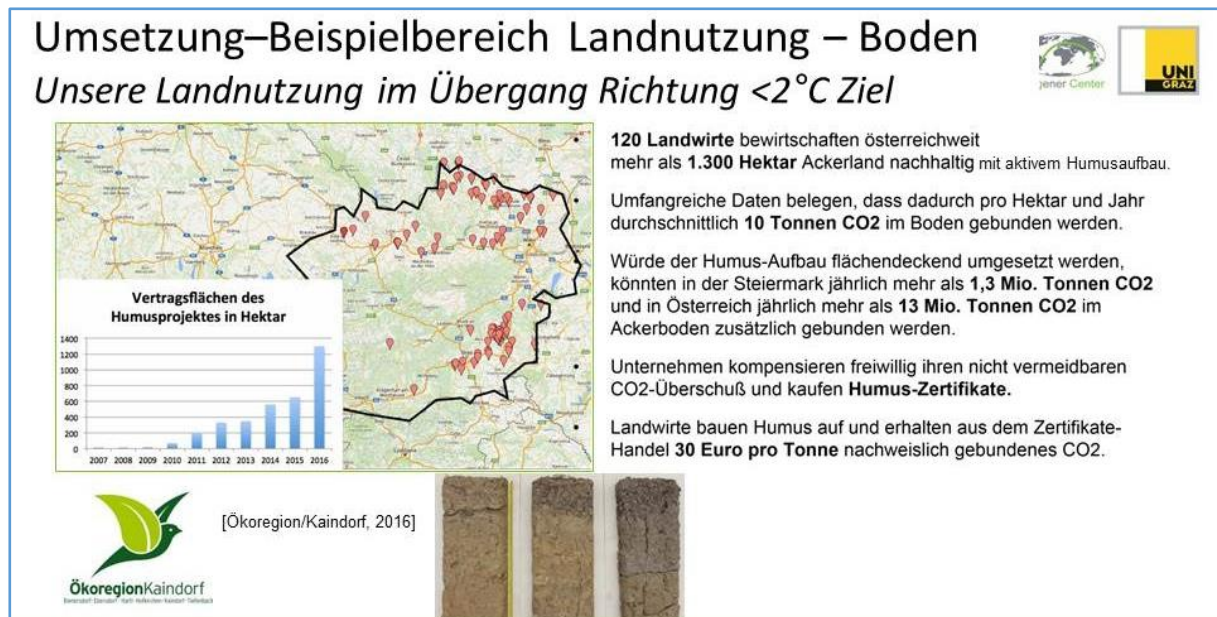 Umsetzung–Beispielbereich Landnutzung – Boden
Unsere Landnutzung im Übergang Richtung <2°C Ziel
gener Center
UNI
GRAZ
120 Landwirte bewirtschaften österreichweit
mehr als 1.300 Hektar Ackerland nachhaltig mit aktivem Humusaufbau.
Umfangreiche Daten belegen, dass dadurch pro Hektar und Jahr
durchschnittlich 10 Tonnen CO2 im Boden gebunden werden.
Würde der Humus-Aufbau flächendeckend umgesetzt werden,
könnten in der Steiermark jährlich mehr als 1,3 Mio. Tonnen CO2
und in Österreich jährlich mehr als 13 Mio. Tonnen CO2 im
Ackerboden zusätzlich gebunden werden.
Unternehmen kompensieren freiwillig ihren nicht vermeidbaren
CO2-Überschuß und kaufen Humus-Zertifikate.
Landwirte bauen Humus auf und erhalten aus dem Zertifikate-
Handel 30 Euro pro Tonne nachweislich gebundenes CO2.
Vertragsflächen des
Humusprojektes in Hektar
1400
1200
1000
800
600
400
200
0
2007 2008 2009 2010 2011 2012 2013 2014 2015 2016
[Ökoregion/Kaindorf, 2016]
ÖkoregionKaindorf